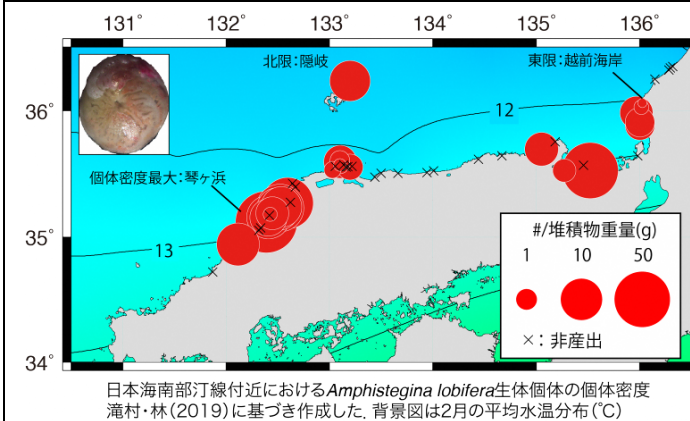 131° 132° 133° 134° 135° 136°
北限:隠岐
東限:越前海岸
36°
12
個体密度最大:琴ヶ浜
#/堆積物重量(g)
1 10 50
35°
13
×:非産出
34°
日本海南部汀線付近におけるAmphistegina lobifera生体個体の個体密度
滝村・林(2019)に基づき作成した. 背景図は2月の平均水温分布(℃)